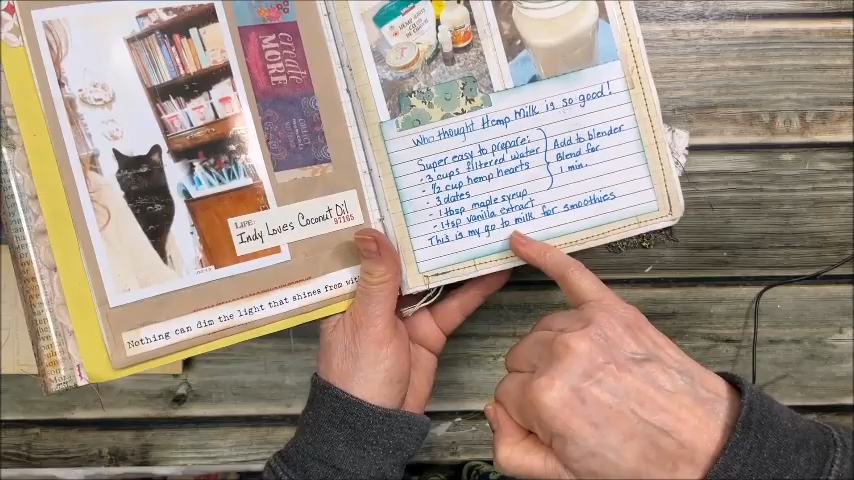 CREATE MORE
LIFE:
Indy Loves Coconut Oil
97165
Nothing can dim the light that shines from
HEMP HEARTS
Who thought Hemp Milk is so good!
Super easy to prepare:
- 3 cups filtered water
- 1/2 cup hemp hearts
- 3 dates
- 1 tbsp maple syrup
- 1 tsp vanilla extract
Add to blender
Blend for
1 min.
This is my go to milk for smoothies